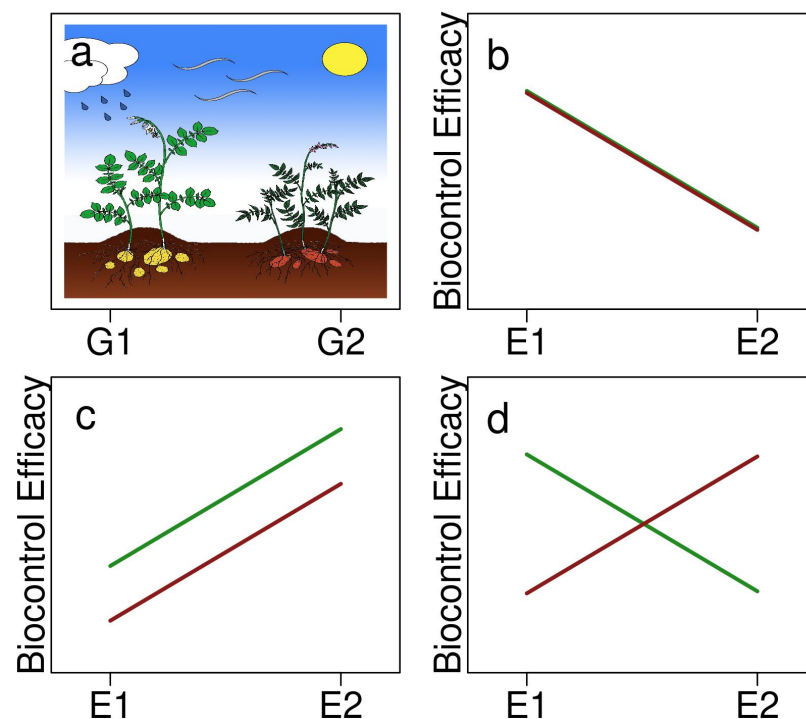 a
G1 G2
b
Biocontrol Efficacy
E1 E2
c
Biocontrol Efficacy
E1 E2
d
Biocontrol Efficacy
E1 E2